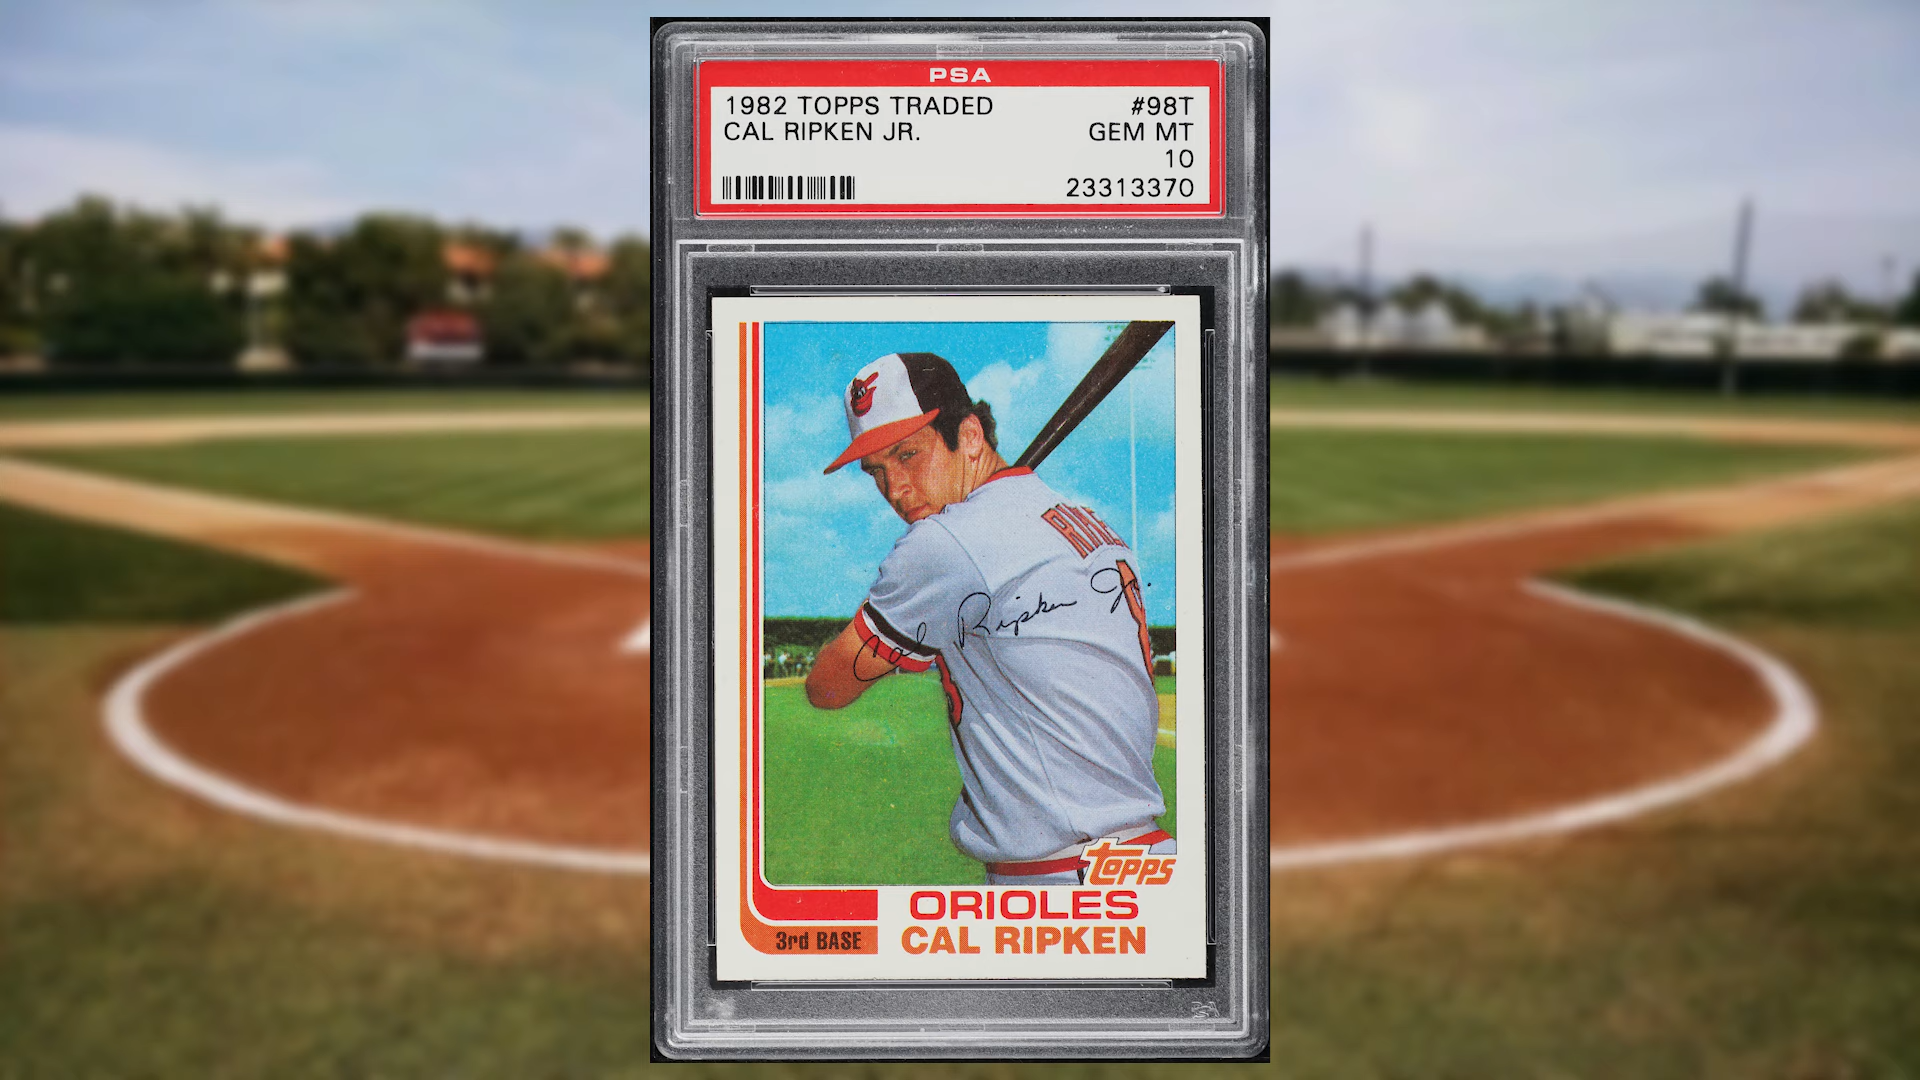 PSA
1982 TOPPS TRADED #98T
CAL RIPKEN JR. GEM MT
10
23313370
Cal Ripken Jr.
topps
ORIOLES
3rd BASE CAL RIPKEN